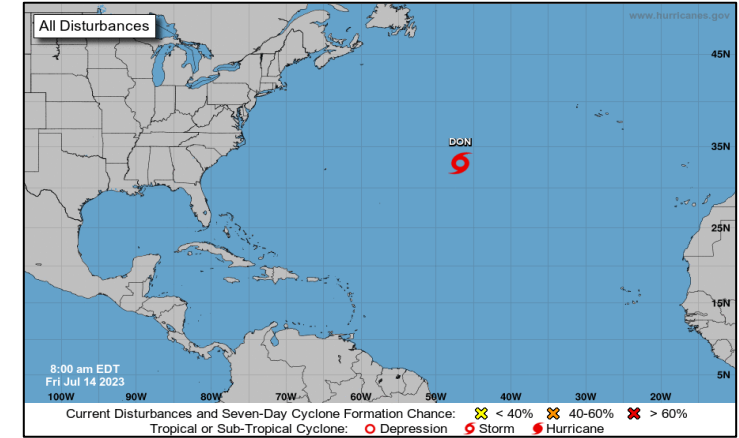 www.hurricanes.gov
All Disturbances
45N
DON
35N
25N
15N
8:00 am EDT
Fri Jul 14 2023
5N
100W 90W 80W 70W 60W 50W 40W 30W 20W
Current Disturbances and Seven-Day Cyclone Formation Chance: < 40% 40-60% > 60%
Tropical or Sub-Tropical Cyclone: Depression Storm Hurricane